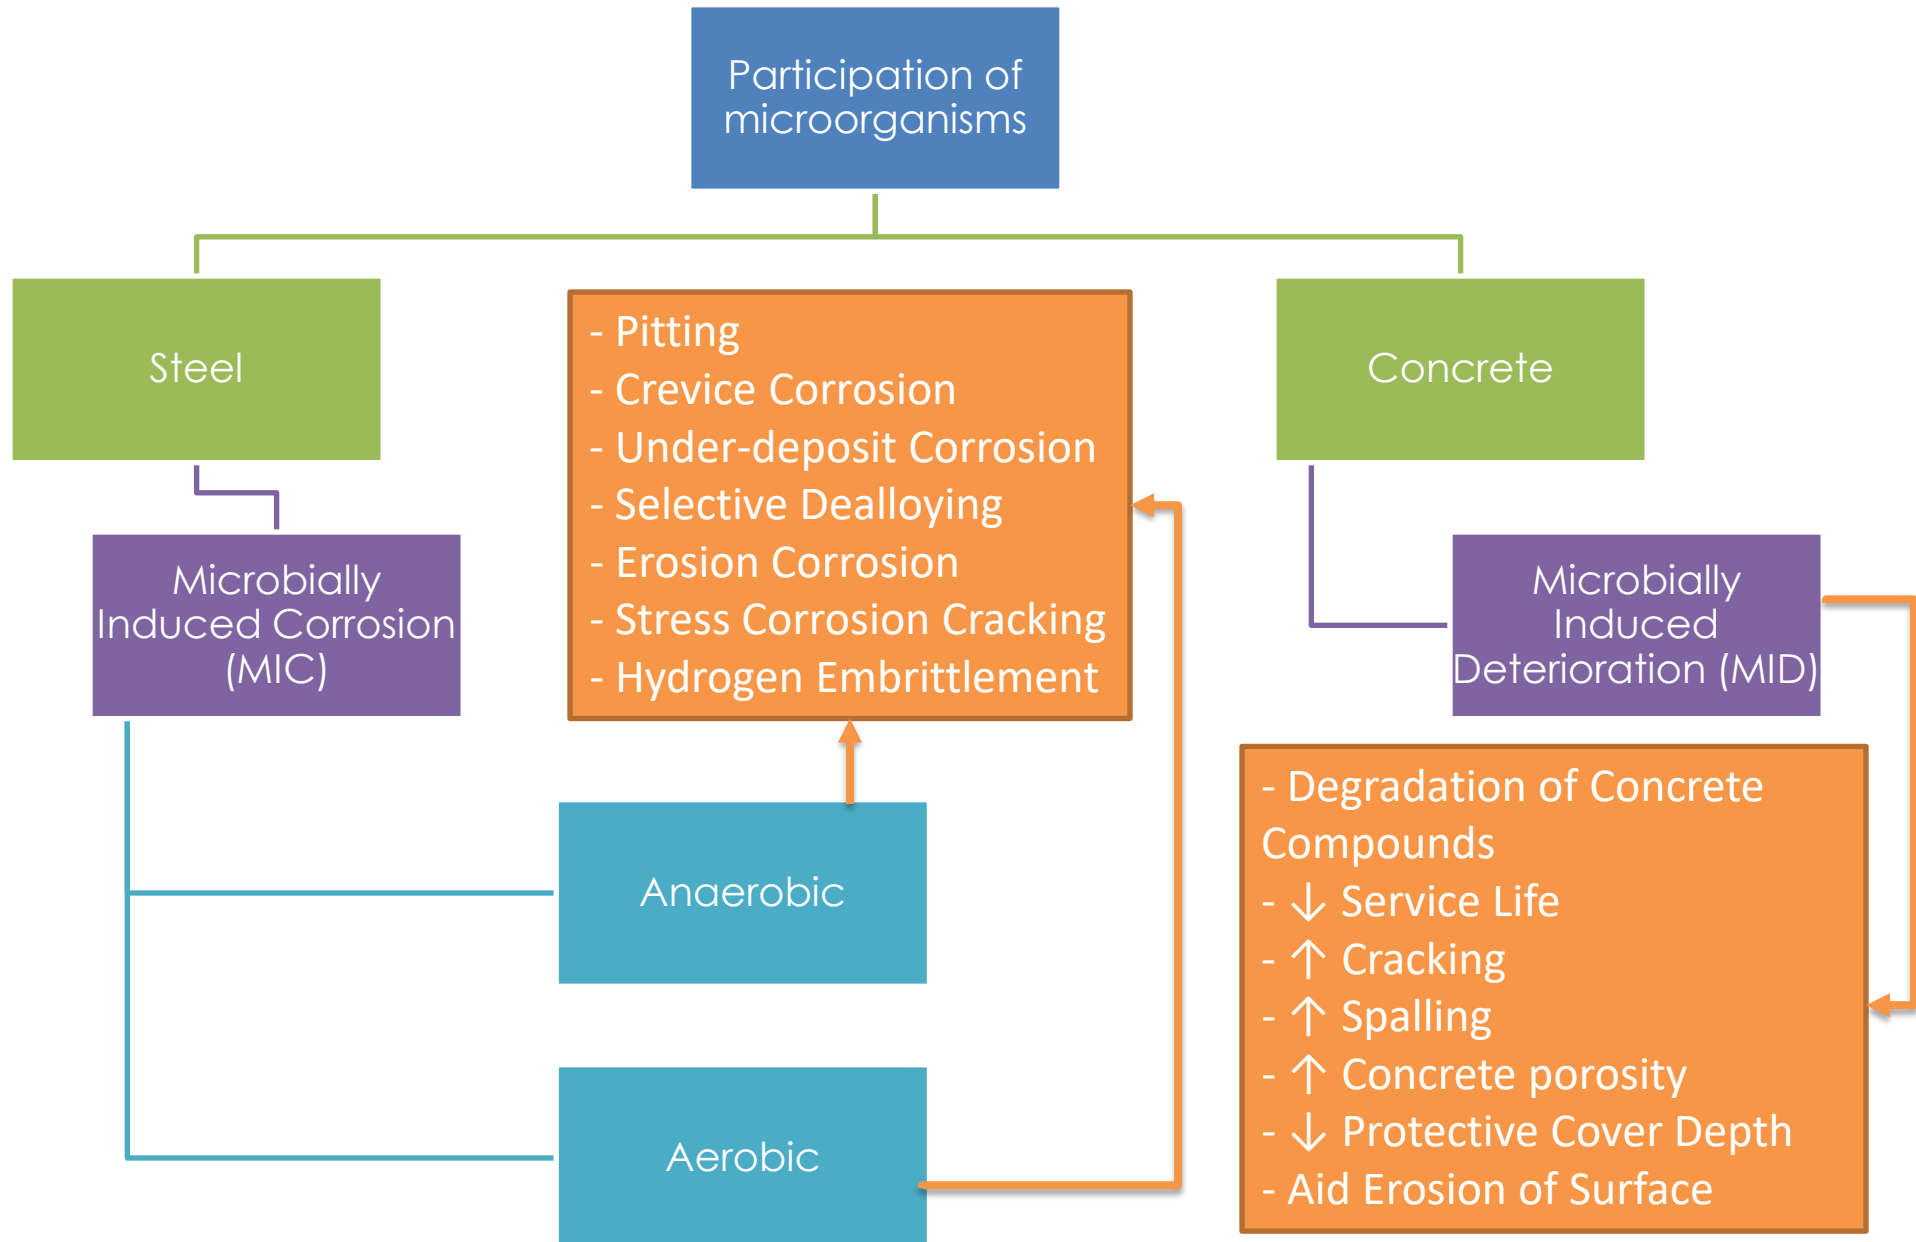 Participation of
microorganisms
Steel
- Pitting
- Crevice Corrosion
- Under-deposit Corrosion
- Selective Dealloying
- Erosion Corrosion
- Stress Corrosion Cracking
- Hydrogen Embrittlement
Concrete
Microbially
Induced Corrosion
(MIC)
Microbially
Induced
Deterioration (MID)
Anaerobic
Aerobic
- Degradation of Concrete
Compounds
- ↓ Service Life
- ↑ Cracking
- ↑ Spalling
- ↑ Concrete porosity
- ↓ Protective Cover Depth
- Aid Erosion of Surface